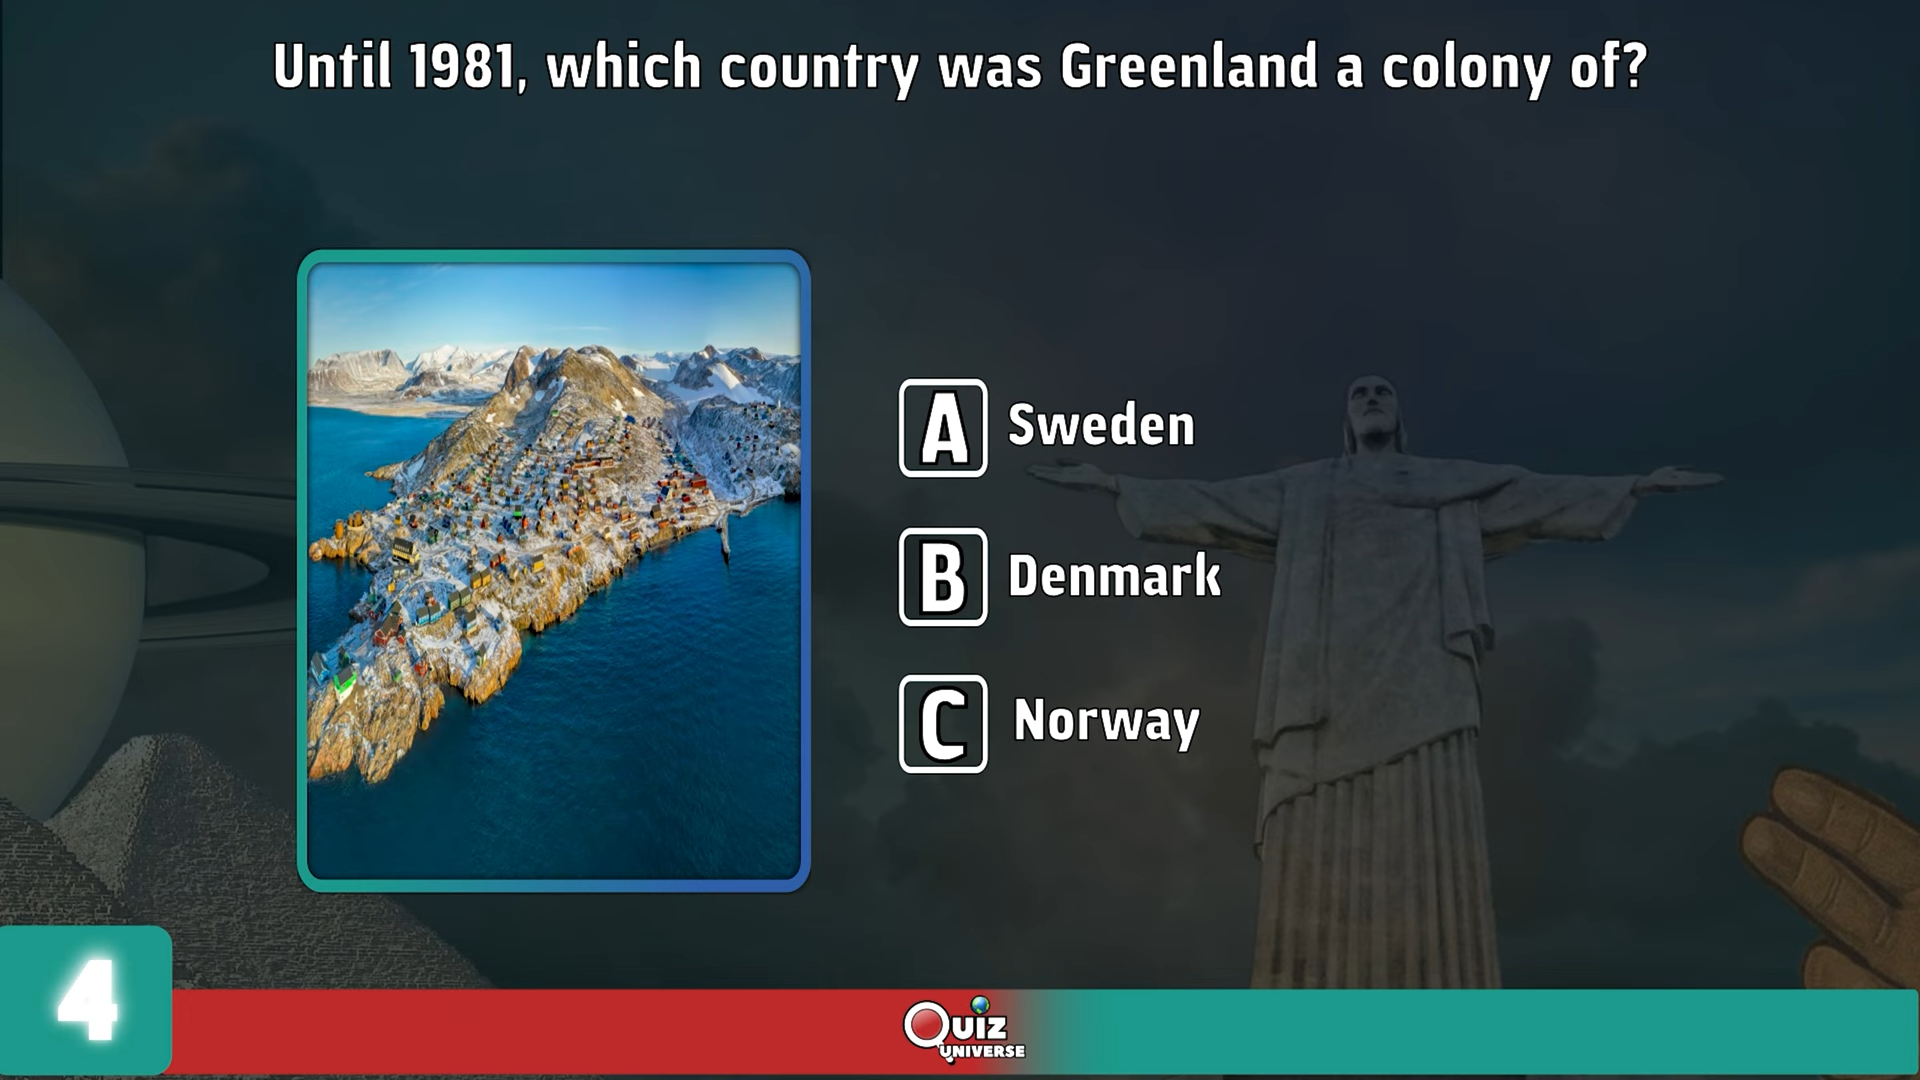 Until 1981, which country was Greenland a colony of?
A Sweden
B Denmark
C Norway
4
QUIZ
UNIVERSE